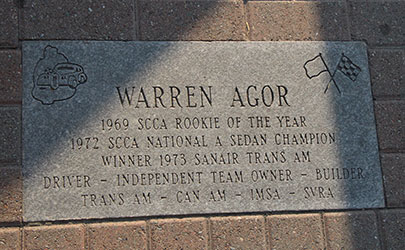 WARREN AGOR
1969 SCCA ROOKIE OF THE YEAR
1972 SCCA NATIONAL A SEDAN CHAMPION
WINNER 1973 SANAIR TRANS AM
DRIVER - INDEPENDENT TEAM OWNER - BUILDER
TRANS AM - CAN AM - IMSA - SVRA